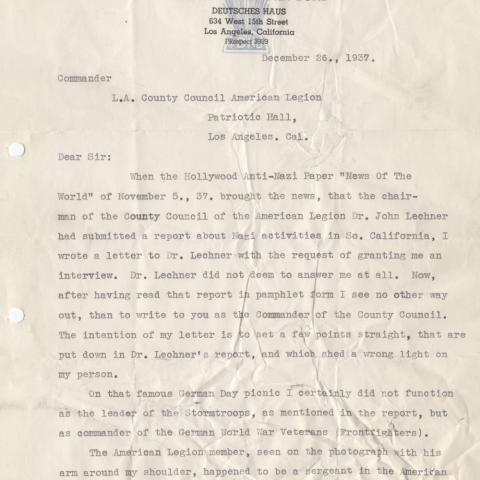 DEUTSCHES HAUS
634 West 15th Street
Los Angeles, California
December 26., 1937.
Commander
L.A. County Council American Legion
Patriotic Hall,
Los Angeles. Cal.
Dear Sir:
When the Hollywood Anti-Nazi Paper "News Of The
World" of November 5., 37. brought the news, that the chair-
man of the County Council of the American Legion Dr. John Lechner
had submitted a report about Nazi activities in So. California, I
wrote a letter to Dr. Lechner with the request of granting me an
interview. Dr. Lechner did not deem to answer me at all. Now,
after having read that report in pamphlet form I see no other way
out, than to write to you as the Commander of the County Council.
The intention of my letter is to set a few points straight, that are
put down in Dr. Lechner's report, and which shed a wrong light on
my person.
On that famous German Day picnic I certainly did not function
as the leader of the Stormtroops, as mentioned in the report, but
as commander of the German World War Veterans (Frontfighters).
The American Legion member, seen on the photograph with his
arm around my shoulder, happened to be a sergeant in the American